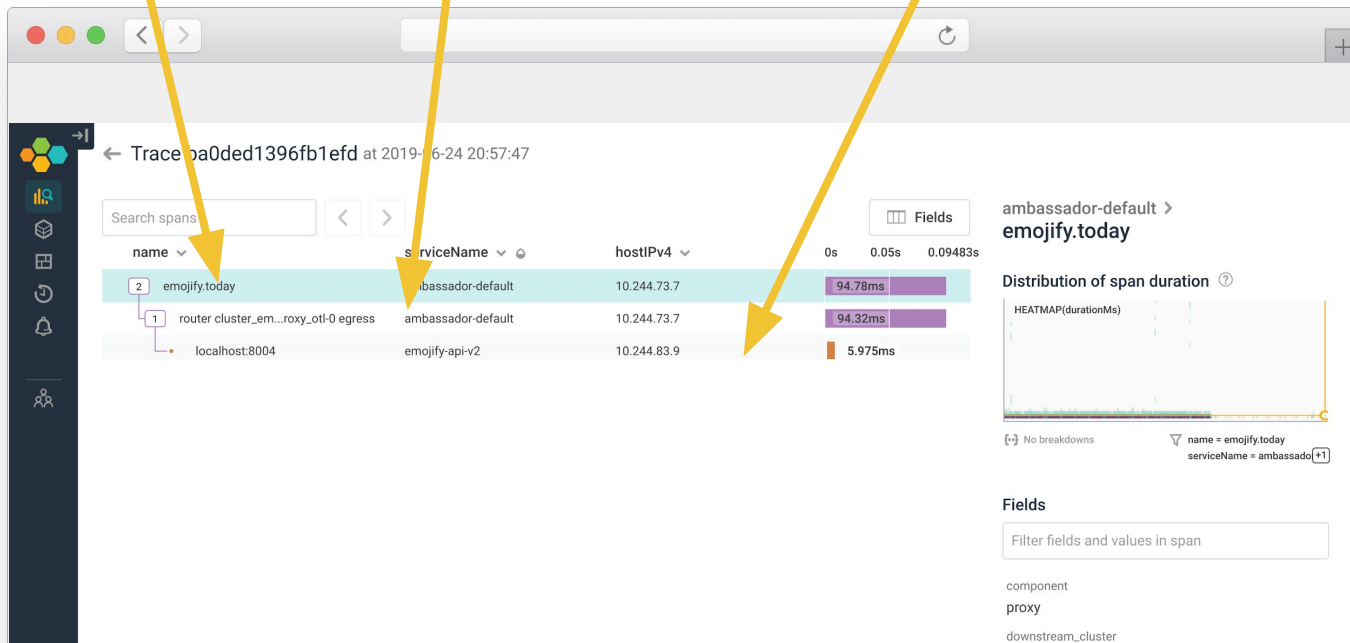 Trace ba0ded1396fb1efd at 2019-06-24 20:57:47
Search spans
Fields
name serviceName hostIPv4 0s 0.05s 0.09483s
2 emojify.today ambassador-default 10.244.73.7 94.78ms
1 router cluster_em...roxy_otl-0 egress ambassador-default 10.244.73.7 94.32ms
localhost:8004 emojify-api-v2 10.244.83.9 5.975ms
ambassador-default >
emojify.today
Distribution of span duration ?
HEATMAP(durationMs)
No breakdowns
name = emojify.today
serviceName = ambassado +1
Fields
Filter fields and values in span
component
proxy
downstream_cluster